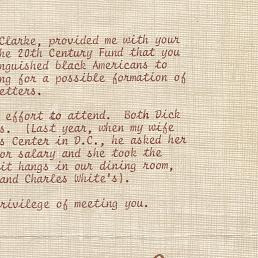 Clarke, provided me with your
he 20th Century Fund that you
nguished black Americans to
ng for a possible formation of
etters.
effort to attend. Both Dick
s. (Last year, when my wife
s Center in D.C., he asked her
or salary and she took the
it hangs in our dining room,
and Charles White's).
rivilege of meeting you.